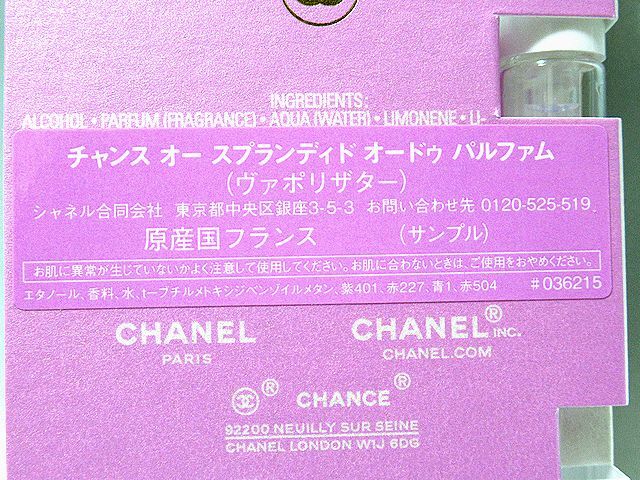 INGREDIENTS:
ALCOHOL • PARFUM (FRAGRANCE) • AQUA (WATER) • LIMONENE • LI-
チャンス オー スプランディド オードゥ パルファム
(ヴァポリザター)
シャネル合同会社 東京都中央区銀座3-5-3 お問い合わせ先 0120-525-519
原産国フランス (サンプル)
お肌に異常が生じていないかよく注意して使用してください。お肌に合わないときは、ご使用をおやめください。
エタノール、香料、水、t-ブチルメトキシジベンゾイルメタン、紫401、赤227、青1、赤504 #036215
CHANEL CHANEL® INC.
PARIS CHANEL.COM
® CHANCE®
92200 NEUILLY SUR SEINE
CHANEL LONDON W1J 6DG